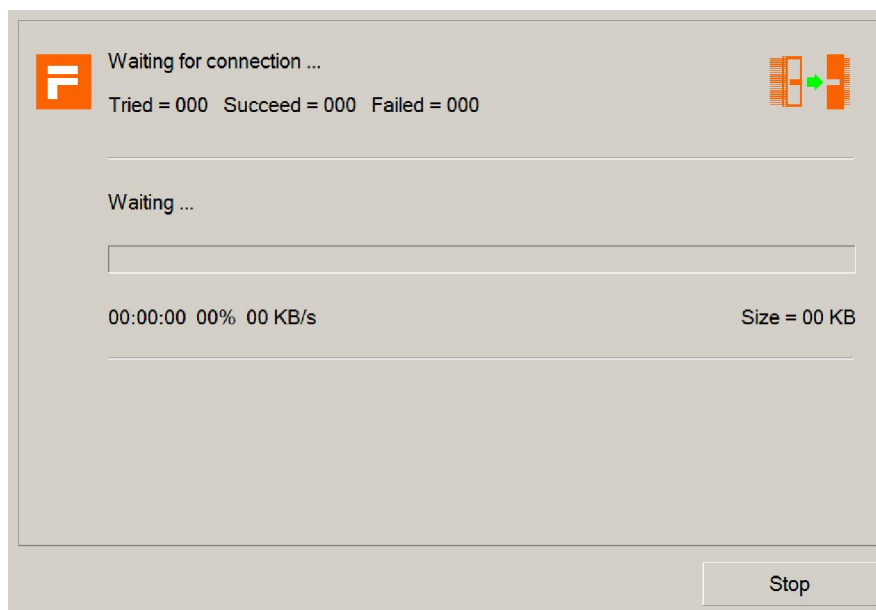 Waiting for connection ...
Tried = 000 Succeed = 000 Failed = 000
Waiting ...
00:00:00 00% 00 KB/s Size = 00 KB
Stop